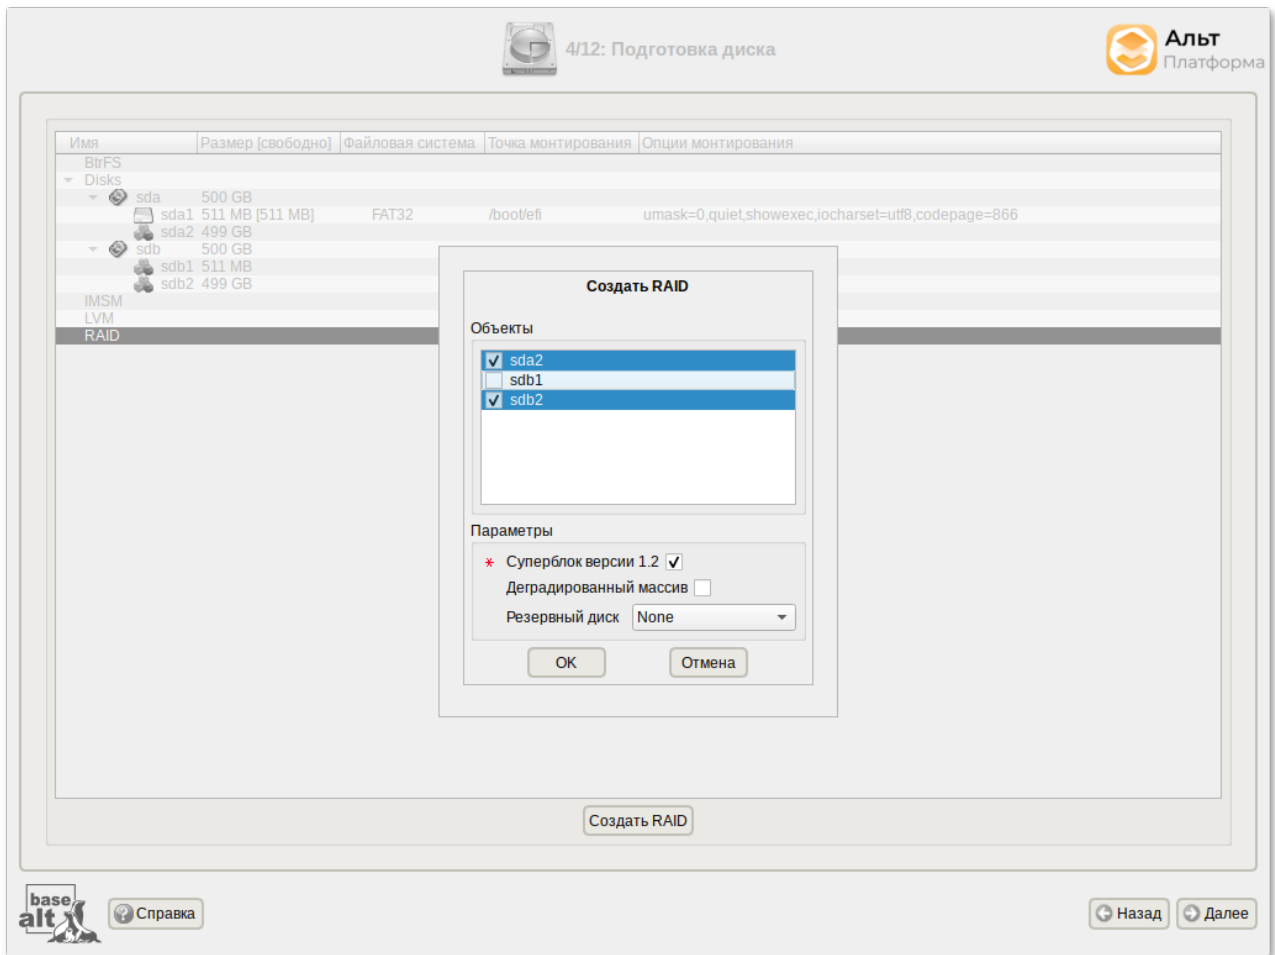 4/12: Подготовка диска
Альт
Платформа
Имя Размер [свободно] Файловая система Точка монтирования Опции монтирования
BtrFS
Disks
sda 500 GB
sda1 511 MB [511 MB] FAT32 /boot/efi umask=0,quiet,showexec,iocharset=utf8,codepage=866
sda2 499 GB
sdb 500 GB
sdb1 511 MB
sdb2 499 GB
IMSM
LVM
RAID
Создать RAID
Объекты
sda2
sdb1
sdb2
Параметры
* Суперблок версии 1.2
Деградированный массив
Резервный диск None
OK Отмена
Создать RAID
base
alt
Справка
Назад Далее